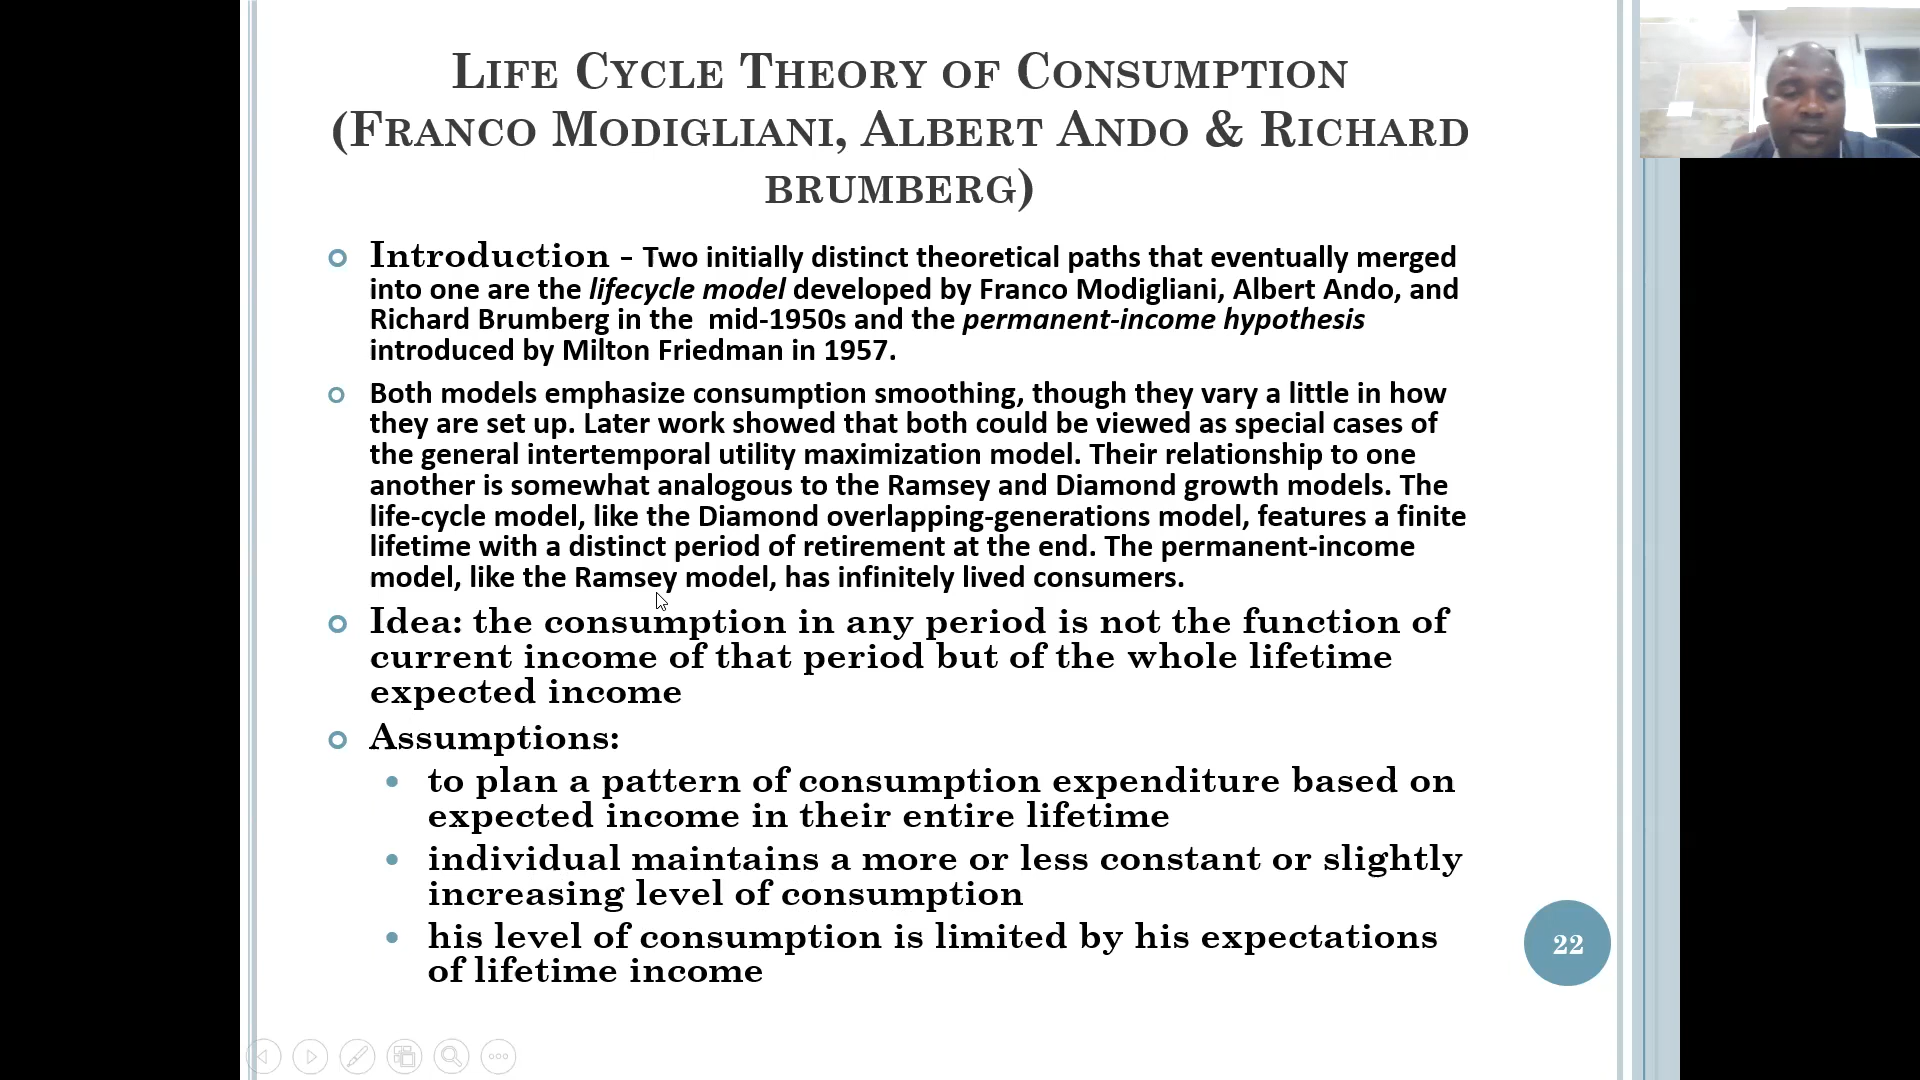 LIFE CYCLE THEORY OF CONSUMPTION
(FRANCO MODIGLIANI, ALBERT ANDO & RICHARD
BRUMBERG)
Introduction - Two initially distinct theoretical paths that eventually merged
into one are the lifecycle model developed by Franco Modigliani, Albert Ando, and
Richard Brumberg in the mid-1950s and the permanent-income hypothesis
introduced by Milton Friedman in 1957.
Both models emphasize consumption smoothing, though they vary a little in how
they are set up. Later work showed that both could be viewed as special cases of
the general intertemporal utility maximization model. Their relationship to one
another is somewhat analogous to the Ramsey and Diamond growth models. The
life-cycle model, like the Diamond overlapping-generations model, features a finite
lifetime with a distinct period of retirement at the end. The permanent-income
model, like the Ramsey model, has infinitely lived consumers.
Idea: the consumption in any period is not the function of
current income of that period but of the whole lifetime
expected income
Assumptions:
to plan a pattern of consumption expenditure based on
expected income in their entire lifetime
individual maintains a more or less constant or slightly
increasing level of consumption
his level of consumption is limited by his expectations
of lifetime income
22